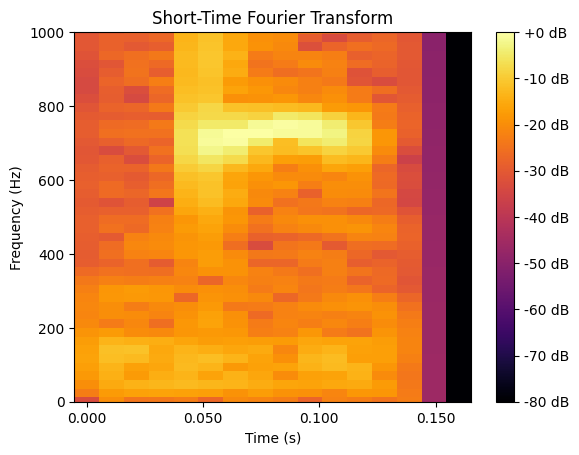 Short-Time Fourier Transform
Frequency (Hz)
1000
800
600
400
200
0
0.000
0.050
0.100
0.150
Time (s)
+0 dB
-10 dB
-20 dB
-30 dB
-40 dB
-50 dB
-60 dB
-70 dB
-80 dB